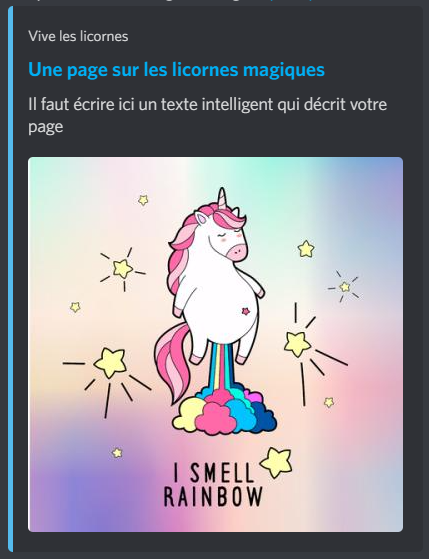 Vive les licornes
Une page sur les licornes magiques
Il faut écrire ici un texte intelligent qui décrit votre
page
I SMELL
RAINBOW